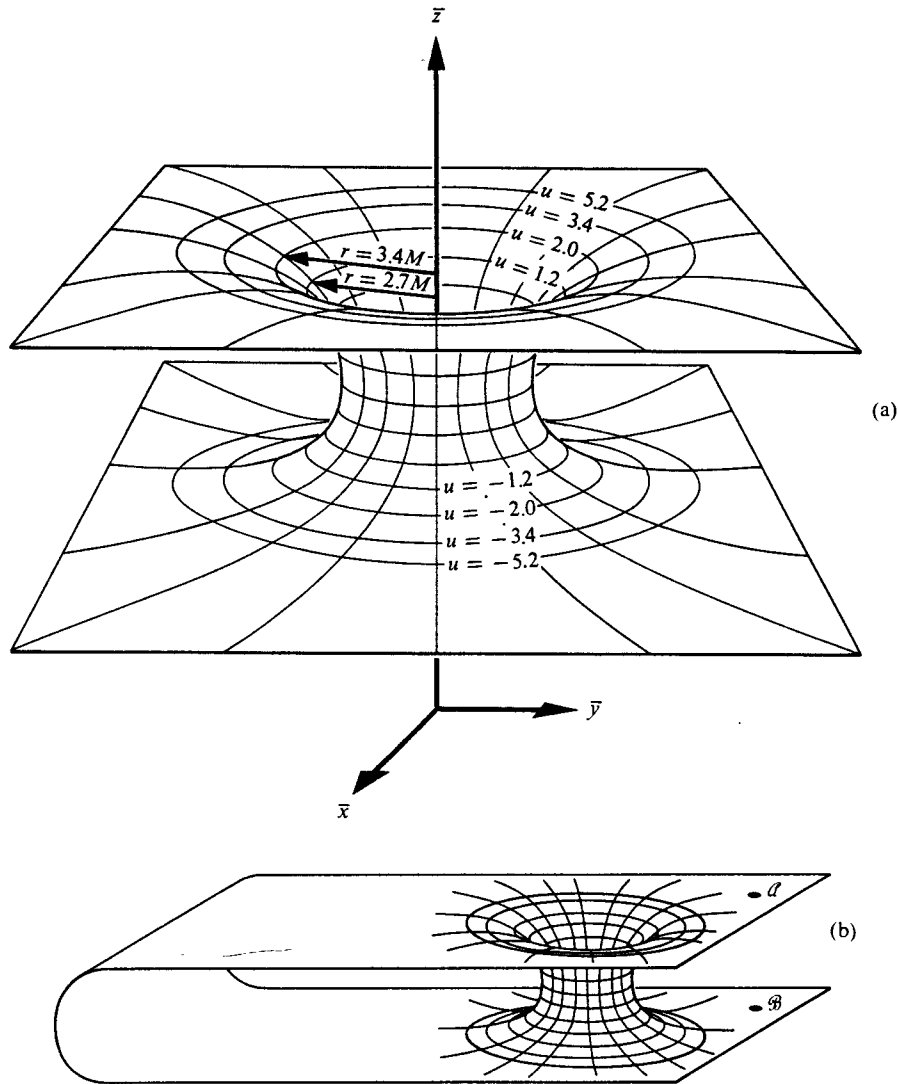 z̄
u = 5.2
u = 3.4
u = 2.0
u = 1.2
r = 3.4M
r = 2.7M
(a)
u = −1.2
u = −2.0
u = −3.4
u = −5.2
ȳ
x̄
𝒜
(b)
ℬ